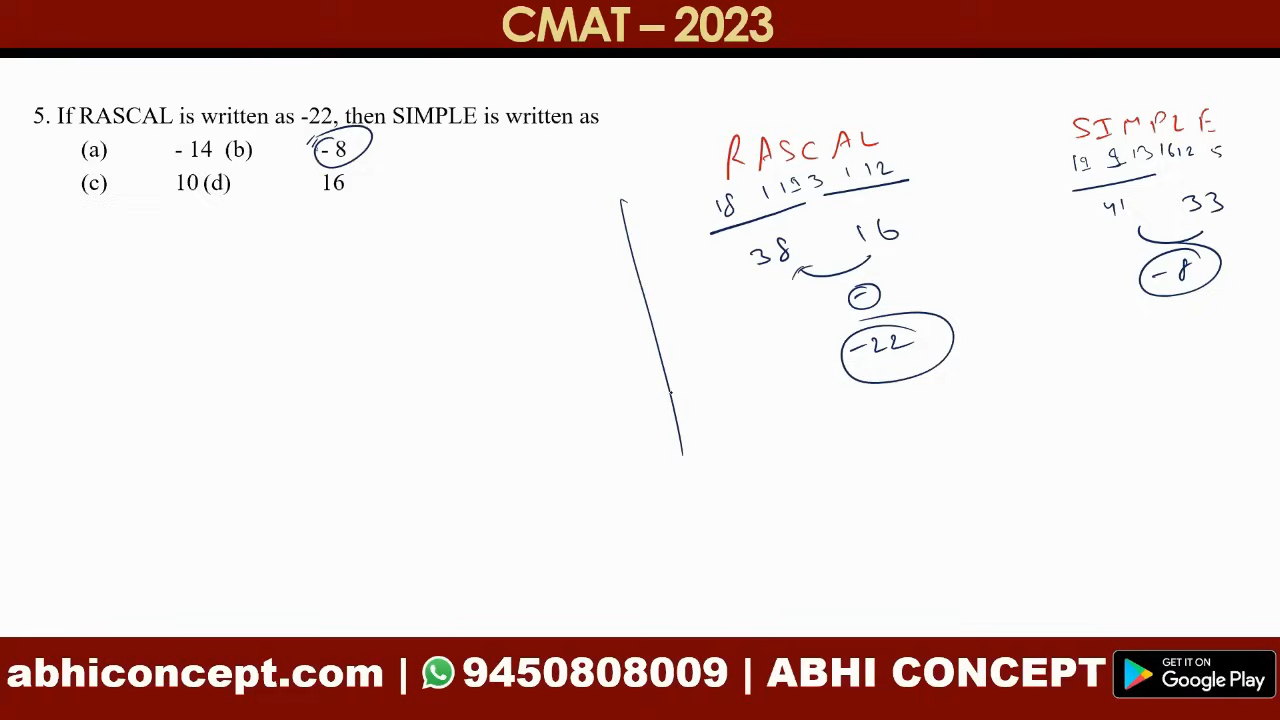 CMAT – 2023
5. If RASCAL is written as -22, then SIMPLE is written as
(a) - 14 (b) - 8
(c) 10 (d) 16
RASCAL
18 1 19 3 1 12
38 16
-
-22
SIMPLE
19 9 13 16 12 5
41 33
-8
abhiconcept.com | 9450808009 | ABHI CONCEPT
GET IT ON
Google Play